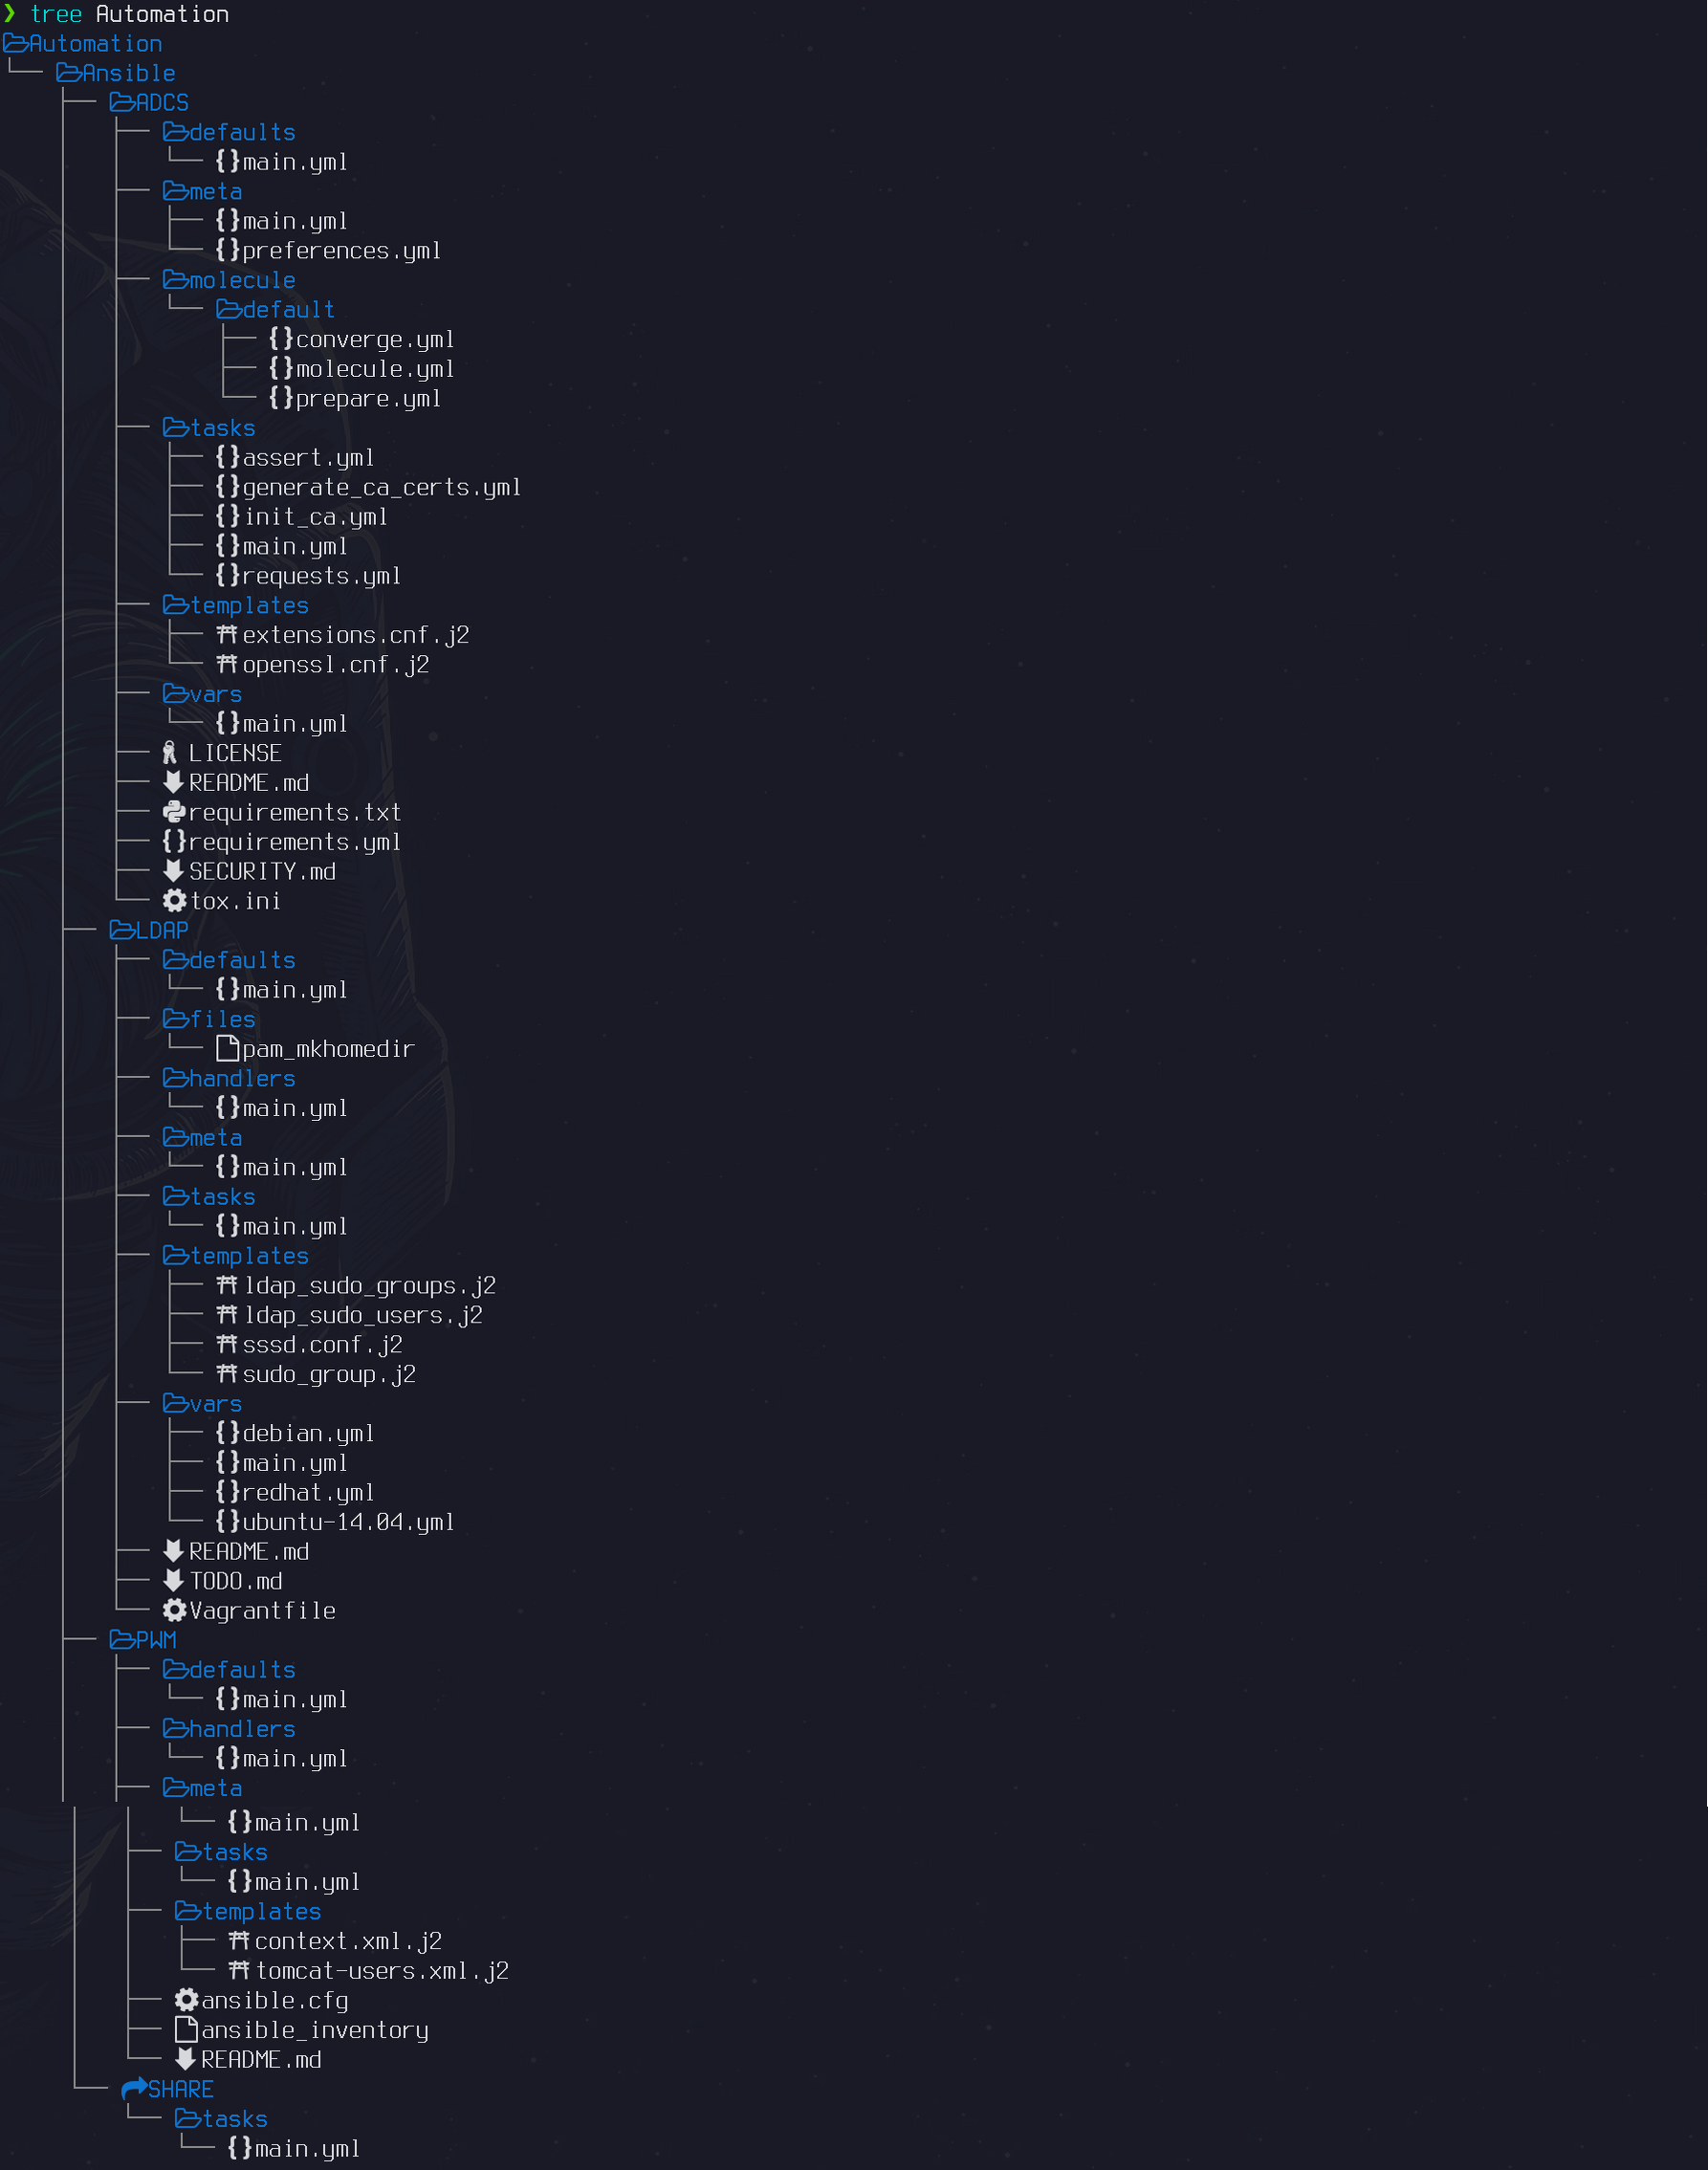 ❯ tree Automation
Automation
└── Ansible
    ├── ADCS
    │   ├── defaults
    │   │   └── main.yml
    │   ├── meta
    │   │   ├── main.yml
    │   │   └── preferences.yml
    │   ├── molecule
    │   │   └── default
    │   │       ├── converge.yml
    │   │       ├── molecule.yml
    │   │       └── prepare.yml
    │   ├── tasks
    │   │   ├── assert.yml
    │   │   ├── generate_ca_certs.yml
    │   │   ├── init_ca.yml
    │   │   ├── main.yml
    │   │   └── requests.yml
    │   ├── templates
    │   │   ├── extensions.cnf.j2
    │   │   └── openssl.cnf.j2
    │   ├── vars
    │   │   └── main.yml
    │   ├── LICENSE
    │   ├── README.md
    │   ├── requirements.txt
    │   ├── requirements.yml
    │   ├── SECURITY.md
    │   └── tox.ini
    ├── LDAP
    │   ├── defaults
    │   │   └── main.yml
    │   ├── files
    │   │   └── pam_mkhomedir
    │   ├── handlers
    │   │   └── main.yml
    │   ├── meta
    │   │   └── main.yml
    │   ├── tasks
    │   │   └── main.yml
    │   ├── templates
    │   │   ├── ldap_sudo_groups.j2
    │   │   ├── ldap_sudo_users.j2
    │   │   ├── sssd.conf.j2
    │   │   └── sudo_group.j2
    │   ├── vars
    │   │   ├── debian.yml
    │   │   ├── main.yml
    │   │   ├── redhat.yml
    │   │   └── ubuntu-14.04.yml
    │   ├── README.md
    │   ├── TODO.md
    │   └── Vagrantfile
    ├── PWM
    │   ├── defaults
    │   │   └── main.yml
    │   ├── handlers
    │   │   └── main.yml
    │   ├── meta
    │   │   └── main.yml
    │   ├── tasks
    │   │   └── main.yml
    │   ├── templates
    │   │   ├── context.xml.j2
    │   │   └── tomcat-users.xml.j2
    │   ├── ansible.cfg
    │   ├── ansible_inventory
    │   └── README.md
    └── SHARE
        └── tasks
            └── main.yml